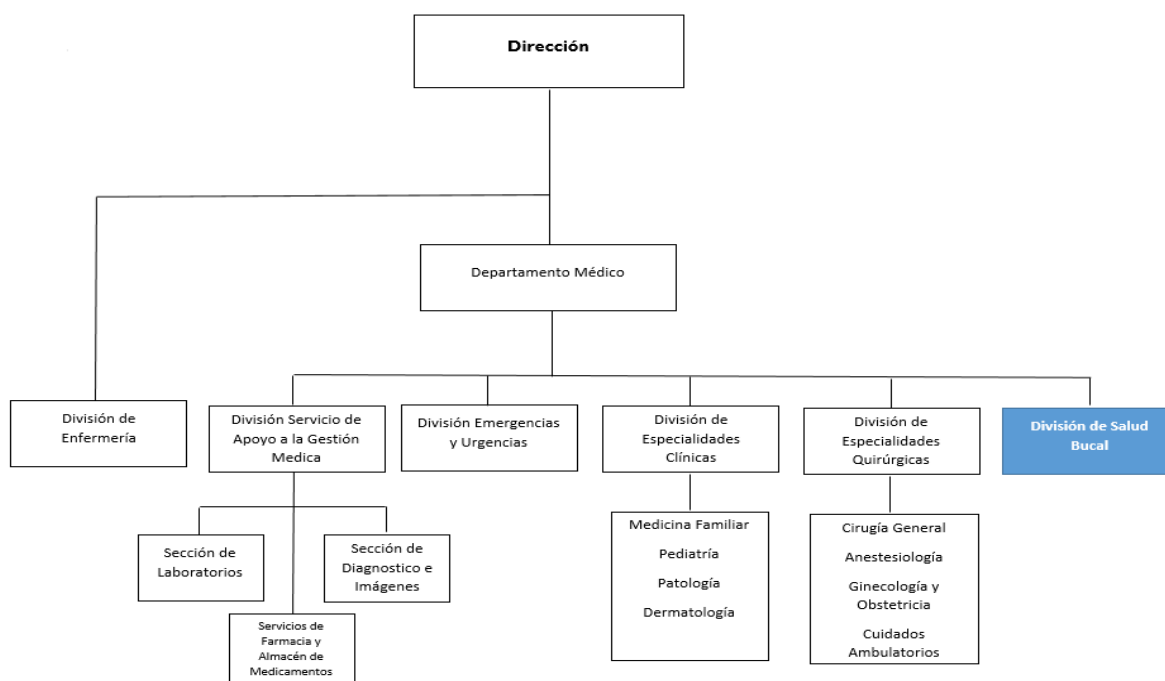 Dirección
Departamento Médico
División de
Enfermería
División Servicio de
Apoyo a la Gestión
Medica
División Emergencias
y Urgencias
División de
Especialidades
Clínicas
División de
Especialidades
Quirúrgicas
División de Salud
Bucal
Sección de
Laboratorios
Sección de
Diagnostico e
Imágenes
Servicios de
Farmacia y
Almacén de
Medicamentos
Medicina Familiar
Pediatría
Patología
Dermatología
Cirugía General
Anestesiología
Ginecología y
Obstetricia
Cuidados
Ambulatorios